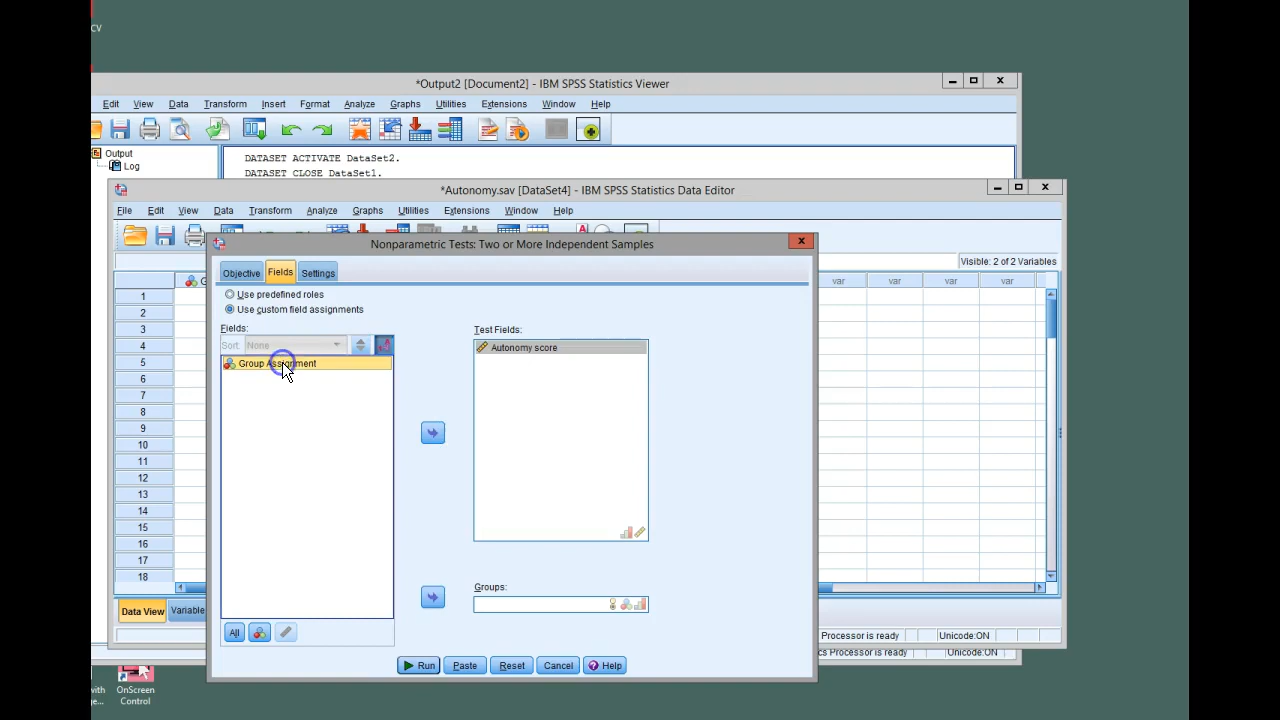 CV
*Output2 [Document2] - IBM SPSS Statistics Viewer
Edit View Data Transform Insert Format Analyze Graphs Utilities Extensions Window Help
Output
Log
DATASET ACTIVATE DataSet2.
DATASET CLOSE DataSet1.
*Autonomy.sav [DataSet4] - IBM SPSS Statistics Data Editor
File Edit View Data Transform Analyze Graphs Utilities Extensions Window Help
Visible: 2 of 2 Variables
Nonparametric Tests: Two or More Independent Samples
Objective Fields Settings
Use predefined roles
Use custom field assignments
Fields:
Sort: None
Group Assignment
Test Fields:
Autonomy score
Groups:
All
Run Paste Reset Cancel Help
G
var var var var
1
2
3
4
5
6
7
8
9
10
11
12
13
14
15
16
17
18
Data View Variable
Processor is ready Unicode:ON
cs Processor is ready Unicode:ON
with
ge...
OnScreen
Control